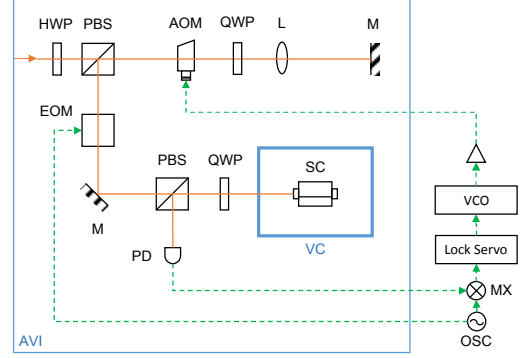 HWP PBS AOM QWP L M
EOM
PBS QWP SC
VCO
M
Lock Servo
VC
PD
MX
OSC
AVI